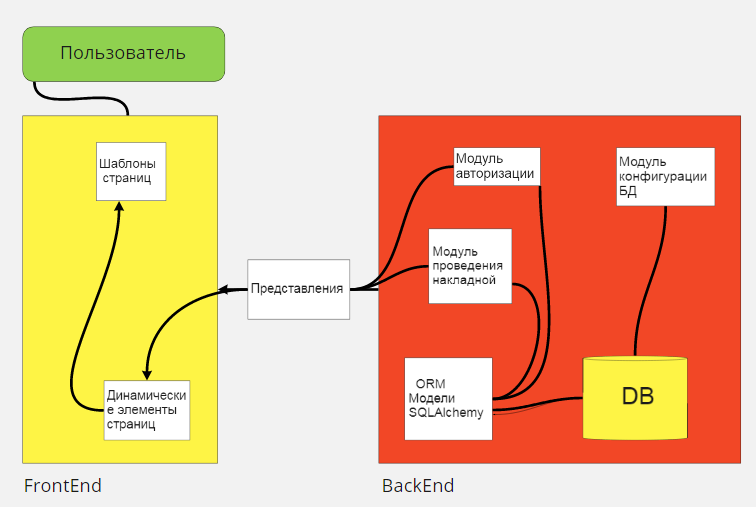 Пользователь
Шаблоны
страниц
Модуль
авторизации
Модуль
конфигурации
БД
Модуль
проведения
накладной
Представления
Динамически
е элементы
страниц
ORM
Модели
SQLAlchemy
DB
FrontEnd
BackEnd